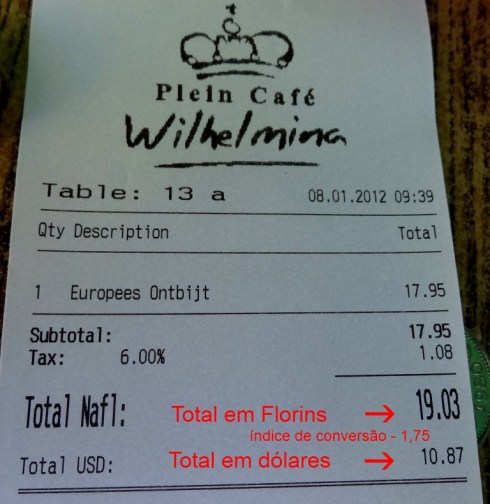 Plein Café
Wilhelmina
Table: 13 a 08.01.2012 09:39
Qty Description Total
1 Europees Ontbijt 17.95
Subtotal: 17.95
Tax: 6.00% 1.08
Total Nafl: Total em Florins → 19.03
índice de conversão - 1,75
Total USD: Total em dólares → 10.87